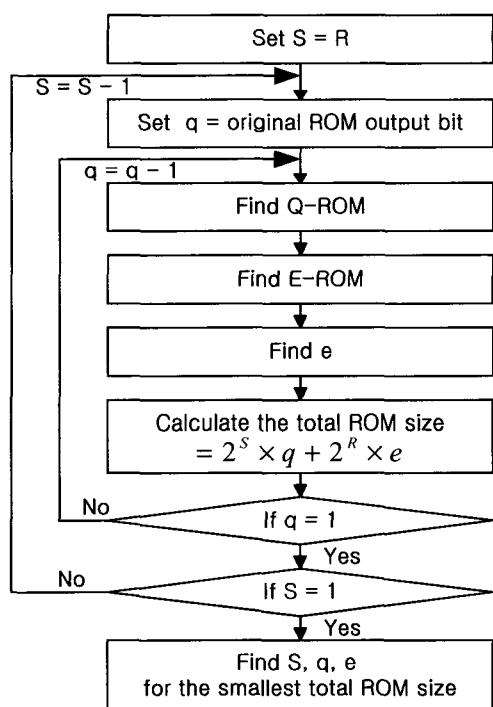 Set S = R
S = S - 1
Set q = original ROM output bit
q = q - 1
Find Q-ROM
Find E-ROM
Find e
Calculate the total ROM size
= 2^S × q + 2^R × e
No
If q = 1
Yes
No
If S = 1
Yes
Find S, q, e
for the smallest total ROM size